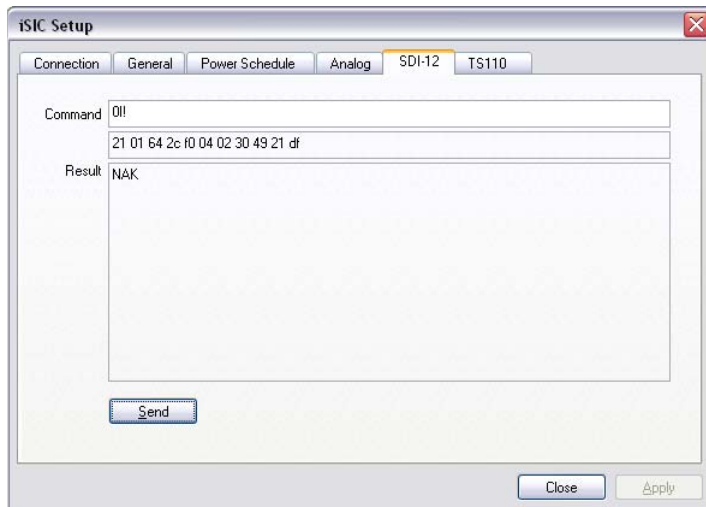 iSIC Setup
Connection General Power Schedule Analog SDI-12 TS110
Command 0I!
21 01 64 2c f0 04 02 30 49 21 df
Result NAK
Send
Close Apply